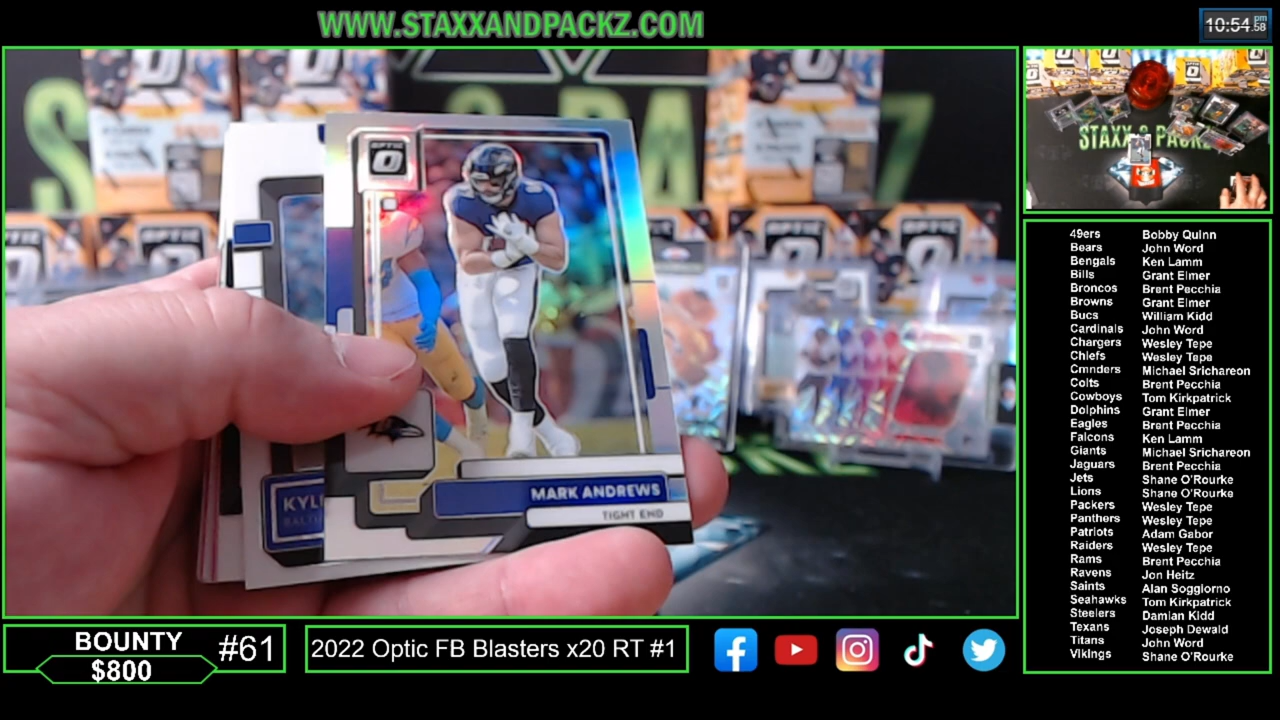 WWW.STAXXANDPACKZ.COM
10:54 pm .58
OPTIC
MARK ANDREWS
TIGHT END
KYL
BALTI
STAXX & PACKZ
49ers Bobby Quinn
Bears John Word
Bengals Ken Lamm
Bills Grant Elmer
Broncos Brent Pecchia
Browns Grant Elmer
Bucs William Kidd
Cardinals John Word
Chargers Wesley Tepe
Chiefs Wesley Tepe
Cmnders Michael Srichareon
Colts Brent Pecchia
Cowboys Tom Kirkpatrick
Dolphins Grant Elmer
Eagles Brent Pecchia
Falcons Ken Lamm
Giants Michael Srichareon
Jaguars Brent Pecchia
Jets Shane O'Rourke
Lions Shane O'Rourke
Packers Wesley Tepe
Panthers Wesley Tepe
Patriots Adam Gabor
Raiders Wesley Tepe
Rams Brent Pecchia
Ravens Jon Heitz
Saints Alan Soggiorno
Seahawks Tom Kirkpatrick
Steelers Damian Kidd
Texans Joseph Dewald
Titans John Word
Vikings Shane O'Rourke
BOUNTY
$800
#61
2022 Optic FB Blasters x20 RT #1